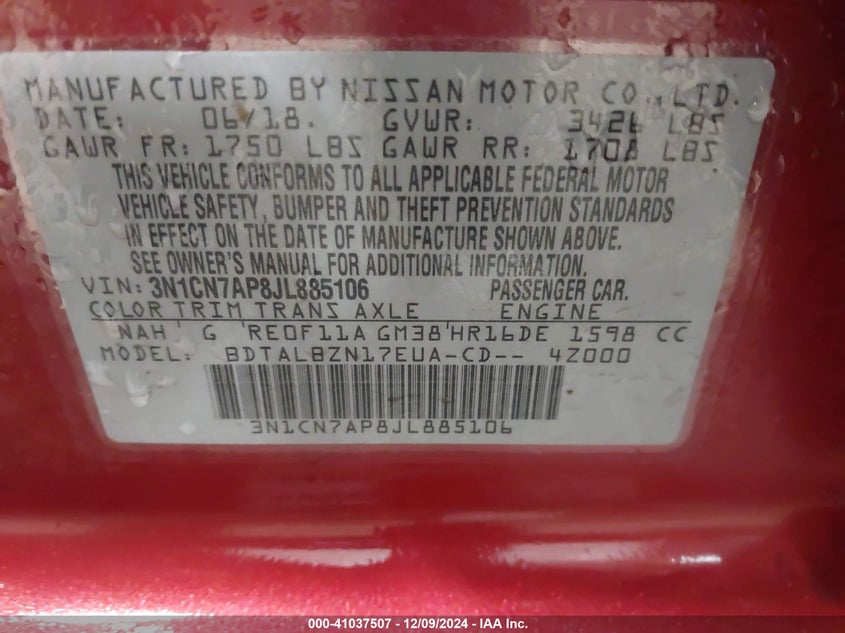 MANUFACTURED BY NISSAN MOTOR CO.,LTD.
DATE: 06/18. GVWR: 3426 LBS
GAWR FR: 1750 LBS GAWR RR: 1708 LBS
THIS VEHICLE CONFORMS TO ALL APPLICABLE FEDERAL MOTOR
VEHICLE SAFETY, BUMPER AND THEFT PREVENTION STANDARDS
IN EFFECT ON THE DATE OF MANUFACTURE SHOWN ABOVE.
SEE OWNER'S MANUAL FOR ADDITIONAL INFORMATION.
VIN: 3N1CN7AP8JL885106 PASSENGER CAR.
COLOR TRIM TRANS AXLE ENGINE
NAH G RE0F11A GM38 HR16DE 1598 CC
MODEL: BDTALBZN17EUA-CD-- 4Z000
3N1CN7AP8JL885106
000-41037507 - 12/09/2024 - IAA Inc.